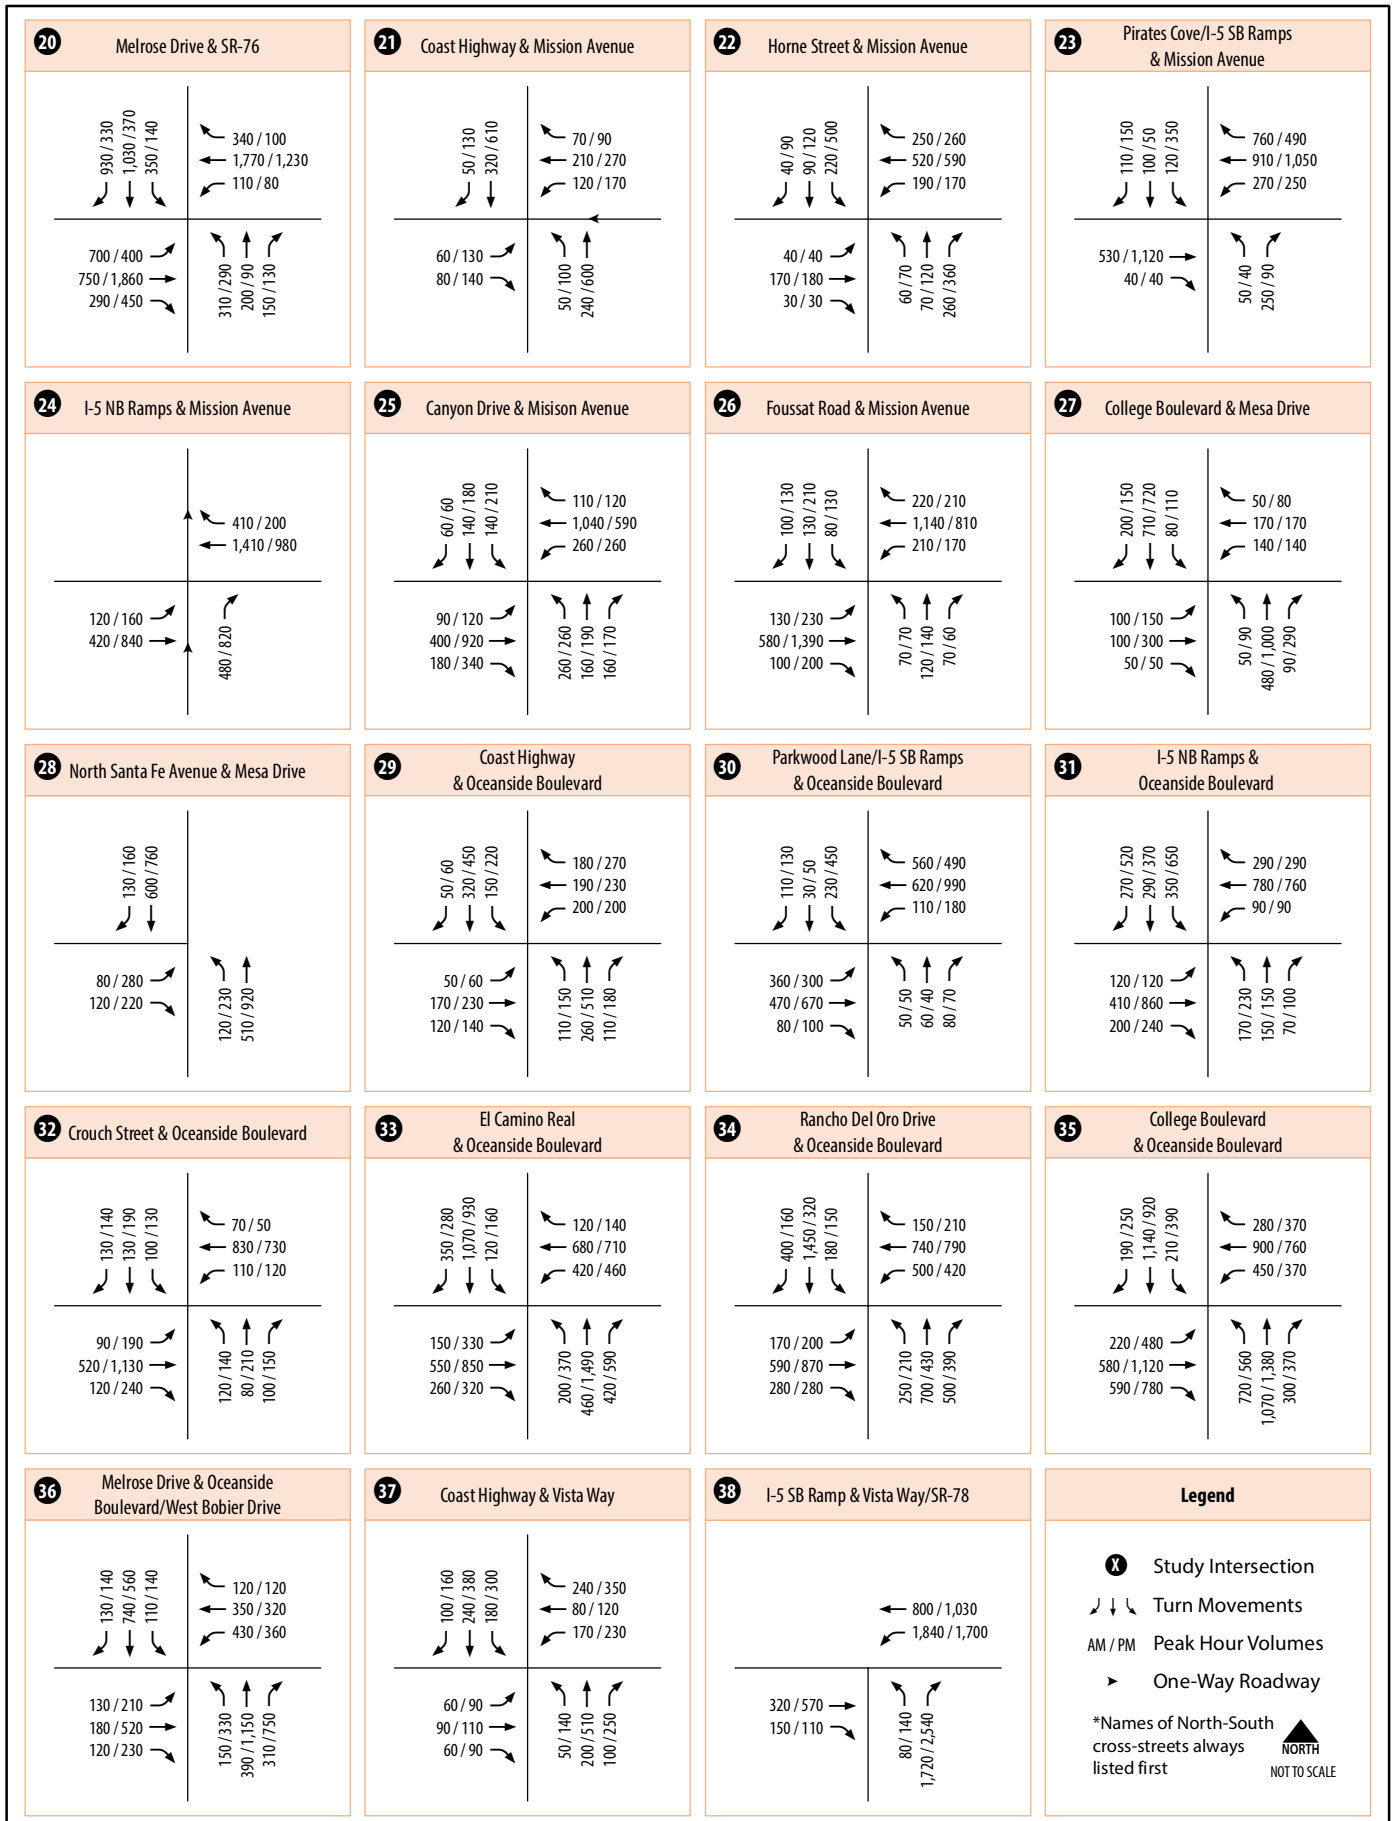 20 Melrose Drive & SR-76
930 / 330
1,030 / 370
350 / 140
340 / 100
1,770 / 1,230
110 / 80
700 / 400
750 / 1,860
290 / 450
310 / 290
200 / 90
150 / 130
21 Coast Highway & Mission Avenue
50 / 130
320 / 610
70 / 90
210 / 270
120 / 170
60 / 130
80 / 140
50 / 100
240 / 600
22 Horne Street & Mission Avenue
40 / 90
90 / 120
220 / 500
250 / 260
520 / 590
190 / 170
40 / 40
170 / 180
30 / 30
60 / 70
70 / 120
260 / 360
23 Pirates Cove/I-5 SB Ramps
& Mission Avenue
110 / 150
100 / 50
120 / 350
760 / 490
910 / 1,050
270 / 250
530 / 1,120
40 / 40
50 / 40
250 / 90
24 I-5 NB Ramps & Mission Avenue
410 / 200
1,410 / 980
120 / 160
420 / 840
480 / 820
25 Canyon Drive & Misison Avenue
60 / 60
140 / 180
140 / 210
110 / 120
1,040 / 590
260 / 260
90 / 120
400 / 920
180 / 340
260 / 260
160 / 190
160 / 170
26 Foussat Road & Mission Avenue
100 / 130
130 / 210
80 / 130
220 / 210
1,140 / 810
210 / 170
130 / 230
580 / 1,390
100 / 200
70 / 70
120 / 140
70 / 60
27 College Boulevard & Mesa Drive
200 / 150
710 / 720
80 / 110
50 / 80
170 / 170
140 / 140
100 / 150
100 / 300
50 / 50
50 / 90
480 / 1,000
90 / 290
28 North Santa Fe Avenue & Mesa Drive
130 / 160
600 / 760
80 / 280
120 / 220
120 / 230
510 / 920
29 Coast Highway
& Oceanside Boulevard
50 / 60
320 / 450
150 / 220
180 / 270
190 / 230
200 / 200
50 / 60
170 / 230
120 / 140
110 / 150
260 / 510
110 / 180
30 Parkwood Lane/I-5 SB Ramps
& Oceanside Boulevard
110 / 130
30 / 50
230 / 450
560 / 490
620 / 990
110 / 180
360 / 300
470 / 670
80 / 100
50 / 50
60 / 40
80 / 70
31 I-5 NB Ramps &
Oceanside Boulevard
270 / 520
290 / 370
350 / 650
290 / 290
780 / 760
90 / 90
120 / 120
410 / 860
200 / 240
170 / 230
150 / 150
70 / 100
32 Crouch Street & Oceanside Boulevard
130 / 140
130 / 190
100 / 130
70 / 50
830 / 730
110 / 120
90 / 190
520 / 1,130
120 / 240
120 / 140
80 / 210
100 / 150
33 El Camino Real
& Oceanside Boulevard
350 / 280
1,070 / 930
120 / 160
120 / 140
680 / 710
420 / 460
150 / 330
550 / 850
260 / 320
200 / 370
460 / 1,490
420 / 590
34 Rancho Del Oro Drive
& Oceanside Boulevard
400 / 160
1,450 / 320
180 / 150
150 / 210
740 / 790
500 / 420
170 / 200
590 / 870
280 / 280
250 / 210
700 / 430
500 / 390
35 College Boulevard
& Oceanside Boulevard
190 / 250
1,140 / 920
210 / 390
280 / 370
900 / 760
450 / 370
220 / 480
580 / 1,120
590 / 780
720 / 560
1,070 / 1,380
300 / 370
36 Melrose Drive & Oceanside
Boulevard/West Bobier Drive
130 / 140
740 / 560
110 / 140
120 / 120
350 / 320
430 / 360
130 / 210
180 / 520
120 / 230
150 / 330
390 / 1,150
310 / 750
37 Coast Highway & Vista Way
100 / 160
240 / 380
180 / 300
240 / 350
80 / 120
170 / 230
60 / 90
90 / 110
60 / 90
50 / 140
200 / 510
100 / 250
38 I-5 SB Ramp & Vista Way/SR-78
800 / 1,030
1,840 / 1,700
320 / 570
150 / 110
80 / 140
1,720 / 2,540
Legend
X Study Intersection
Turn Movements
AM / PM Peak Hour Volumes
One-Way Roadway
*Names of North-South
cross-streets always
listed first
NORTH
NOT TO SCALE